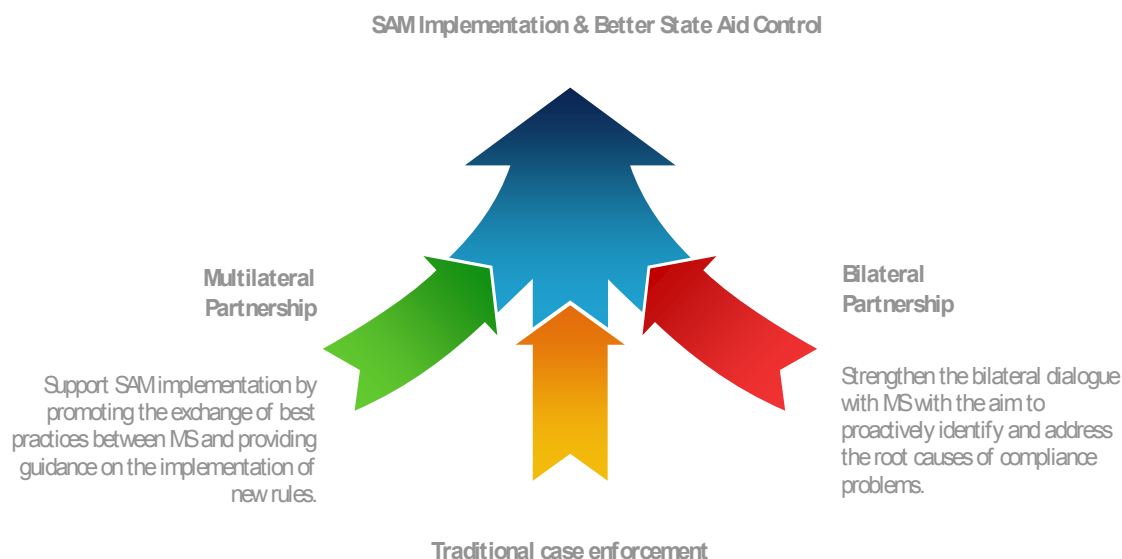 SAM Implementation & Better State Aid Control
Multilateral
Partnership
Support SAM implementation by
promoting the exchange of best
practices between MS and providing
guidance on the implementation of
new rules.
Bilateral
Partnership
Strengthen the bilateral dialogue
with MS with the aim to
proactively identify and address
the root causes of compliance
problems.
Traditional case enforcement